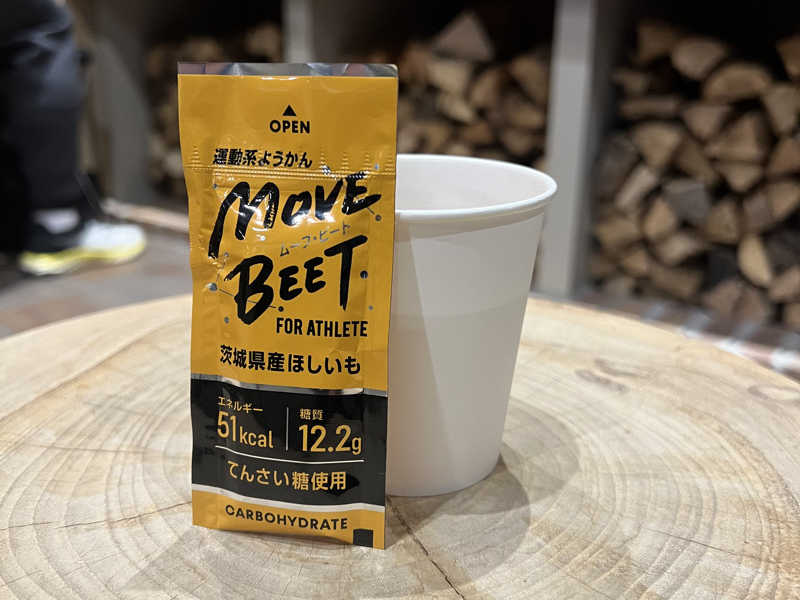 OPEN
運動系ようかん
MOVE
ムーブ・ビート
BEET
FOR ATHLETE
茨城県産ほしいも
エネルギー
51kcal
糖質
12.2g
てんさい糖使用
CARBOHYDRATE